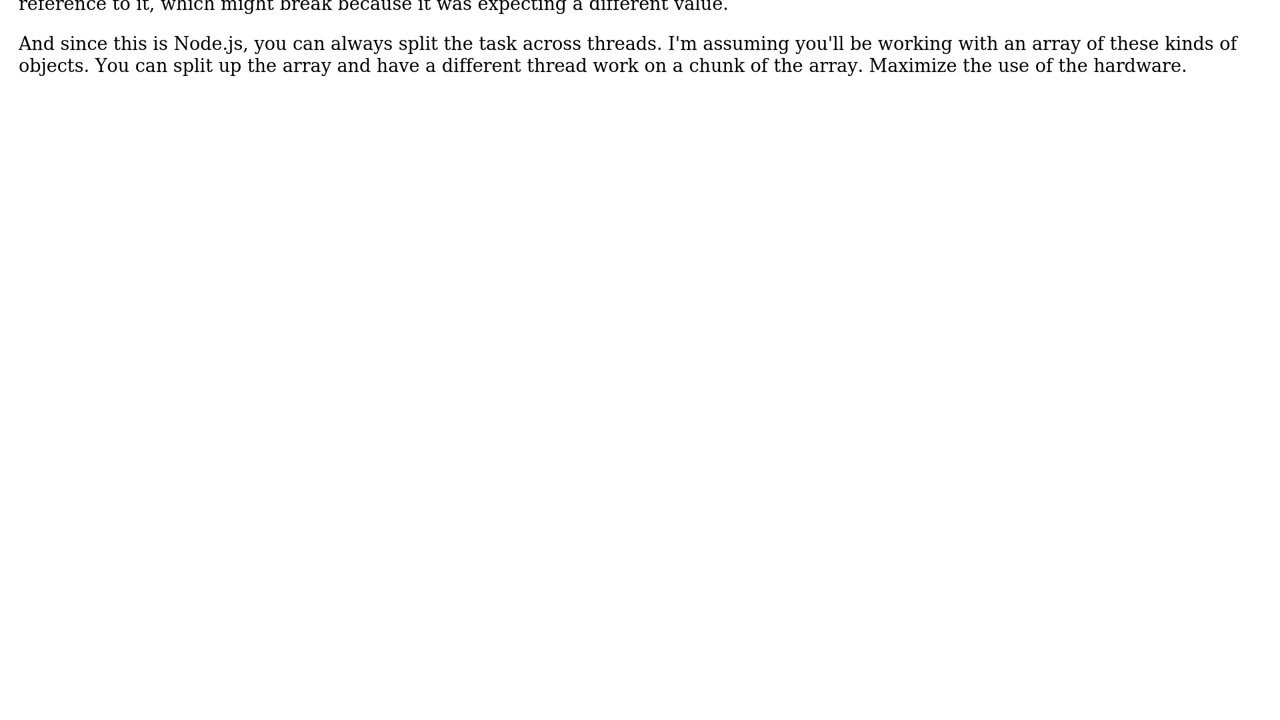 reference to it, which might break because it was expecting a different value.
And since this is Node.js, you can always split the task across threads. I'm assuming you'll be working with an array of these kinds of
objects. You can split up the array and have a different thread work on a chunk of the array. Maximize the use of the hardware.